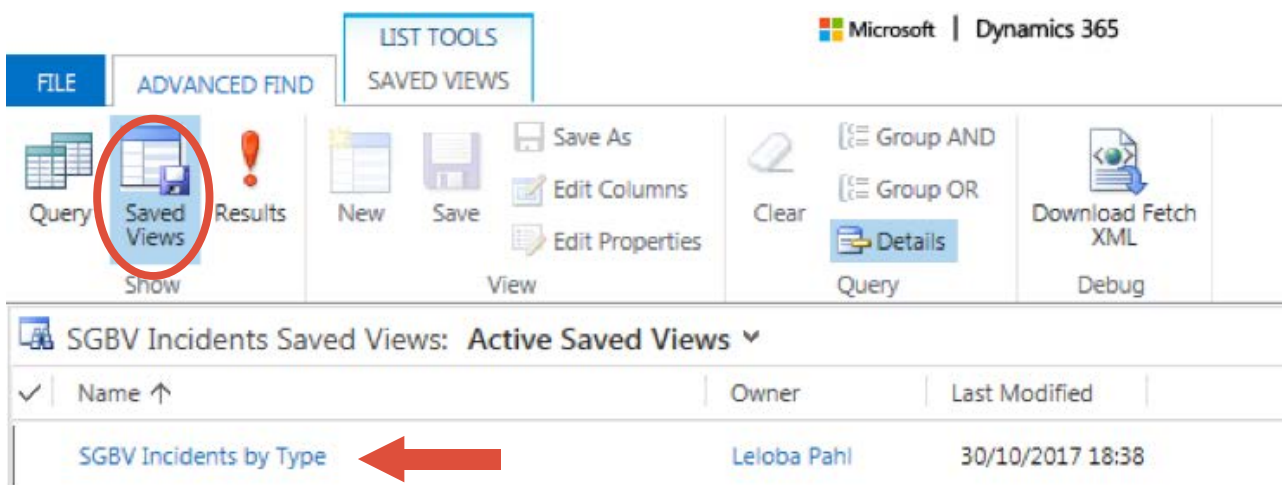 LIST TOOLS
Microsoft | Dynamics 365
FILE ADVANCED FIND SAVED VIEWS
Query Saved Views Results New Save Save As Edit Columns Edit Properties Clear Group AND Group OR Details Download Fetch XML
Show View Query Debug
SGBV Incidents Saved Views: Active Saved Views
Name Owner Last Modified
SGBV Incidents by Type Leloba Pahl 30/10/2017 18:38